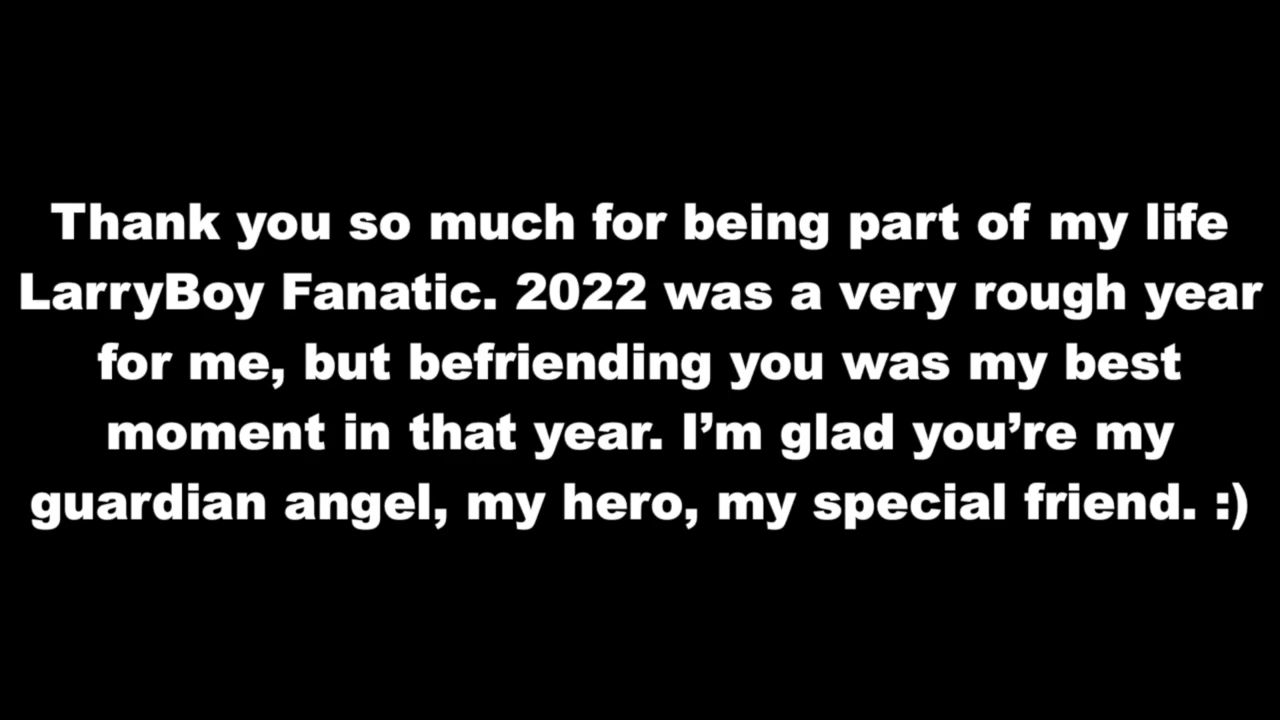 Thank you so much for being part of my life
LarryBoy Fanatic. 2022 was a very rough year
for me, but befriending you was my best
moment in that year. I’m glad you’re my
guardian angel, my hero, my special friend. :)